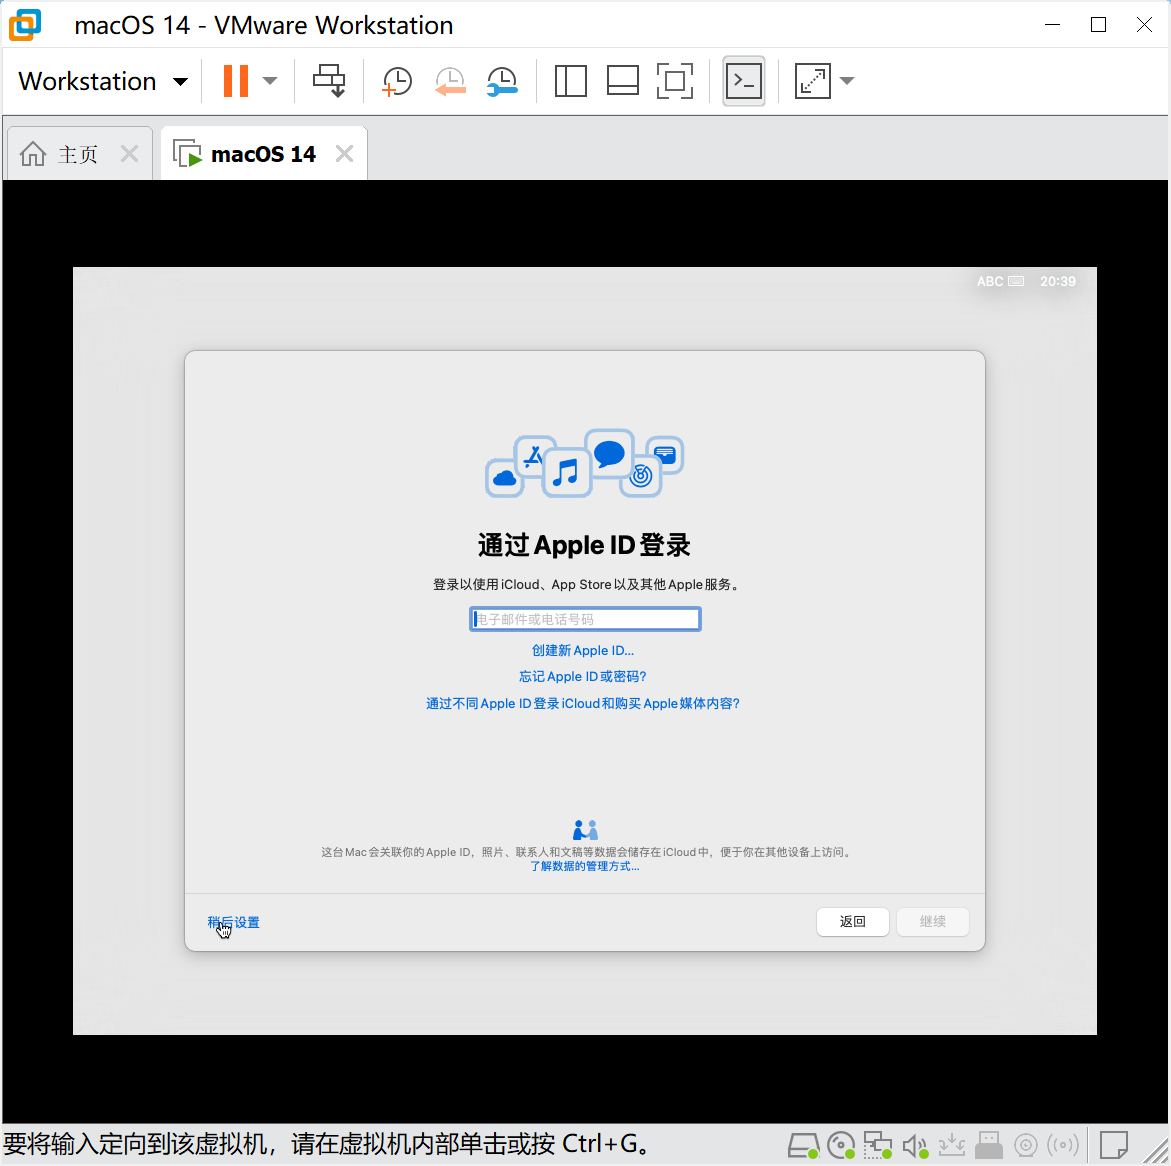 macOS 14 - VMware Workstation
Workstation
主页
macOS 14
ABC 20:39
通过 Apple ID 登录
登录以使用 iCloud、App Store 以及其他 Apple 服务。
电子邮件或电话号码
创建新 Apple ID...
忘记 Apple ID 或密码?
通过不同 Apple ID 登录 iCloud 和购买 Apple 媒体内容?
这台 Mac 会关联你的 Apple ID，照片、联系人和文稿等数据会储存在 iCloud 中，便于你在其他设备上访问。
了解数据的管理方式...
稍后设置
返回
继续
要将输入定向到该虚拟机，请在虚拟机内部单击或按 Ctrl+G。